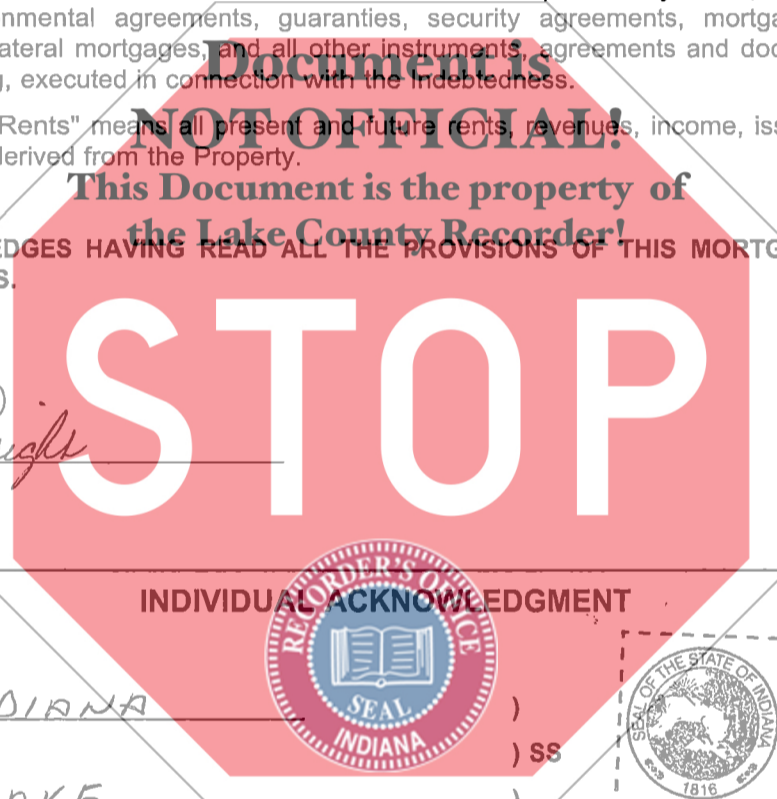 nmental agreements, guaranties, security agreements, mortga
ateral mortgages, and all other instruments, agreements and doc
Document is
, executed in connection with the Indebtedness.
NOT OFFICIAL!
Rents" means all present and future rents, revenues, income, iss
derived from the Property.
This Document is the property of
the Lake County Recorder!
EDGES HAVING READ ALL THE PROVISIONS OF THIS MORTG
S.
STOP
INDIVIDUAL ACKNOWLEDGMENT
RECORDER'S OFFICE
SEAL
INDIANA
SEAL OF THE STATE OF INDIANA
1816
DIANA )
) SS
AKE )